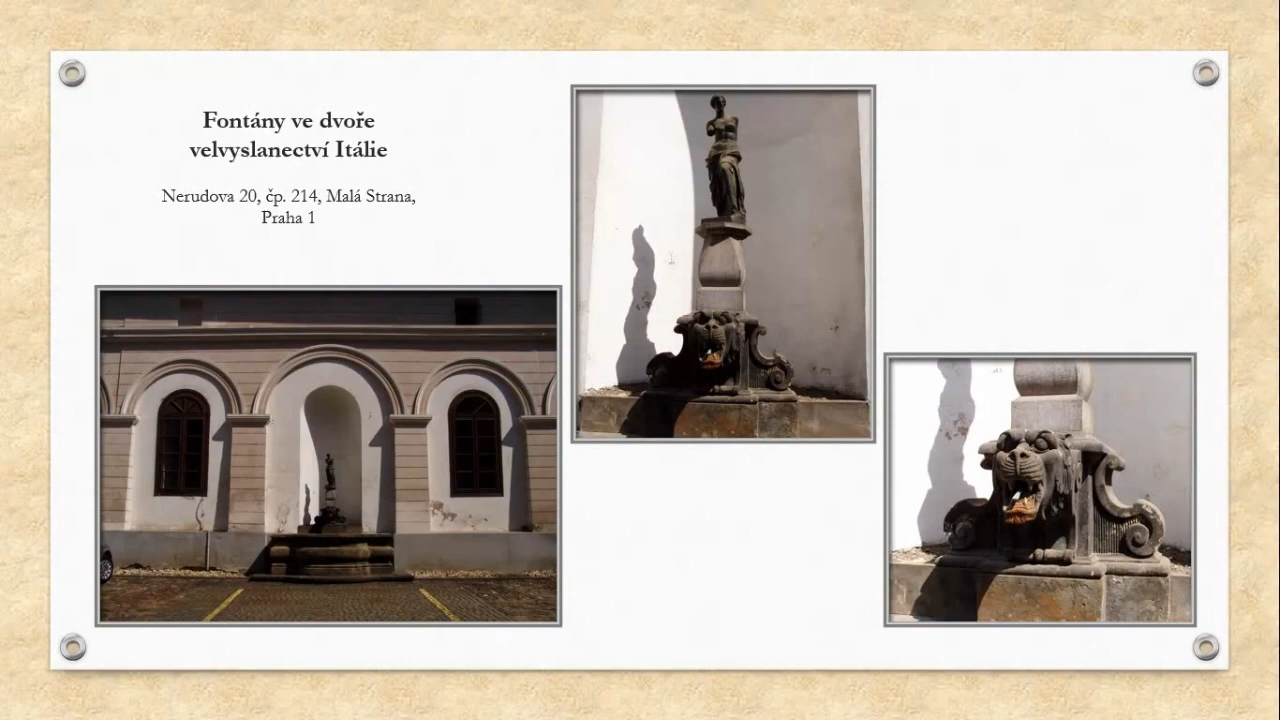 Fontány ve dvoře
velvyslanectví Itálie
Nerudova 20, čp. 214, Malá Strana,
Praha 1